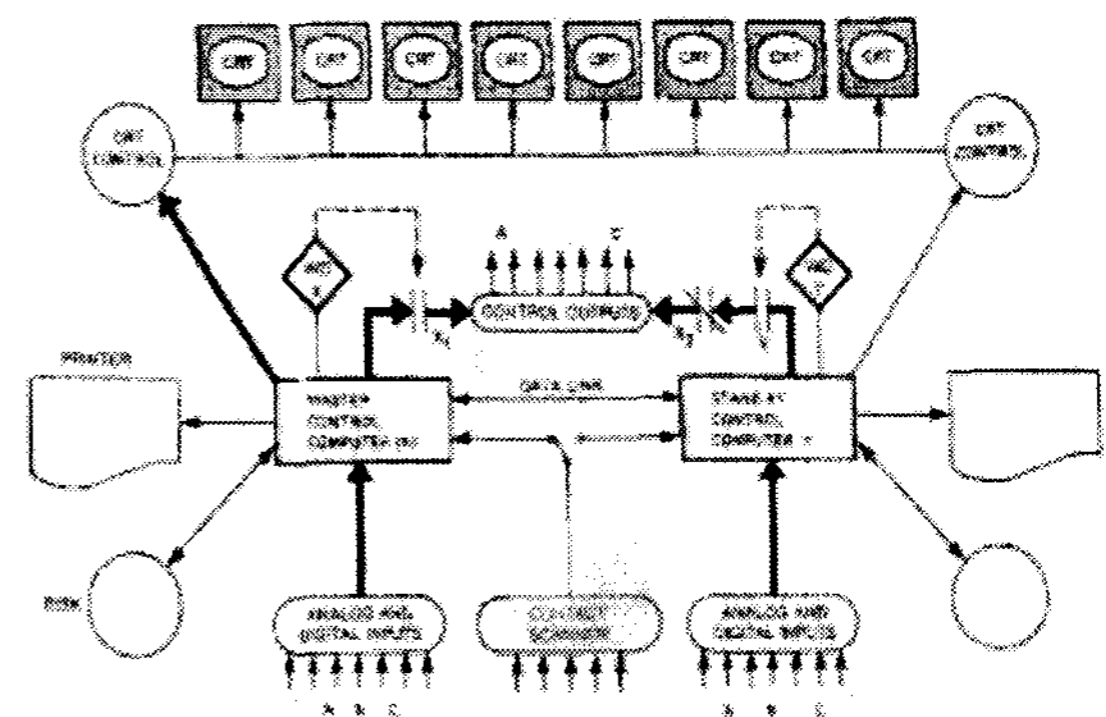 CRT CRT CRT CRT CRT CRT CRT CRT
CRT
CONTROL
CRT
CONTROL
A C
CONTROL OUTPUTS
PRINTER
DATA LINK
MASTER
CONTROL
COMPUTER (X)
STANDBY
CONTROL
COMPUTER Y
DISK
ANALOG AND
DIGITAL INPUTS
CONTACT
SCANNER
ANALOG AND
DIGITAL INPUTS
A B C
A B C